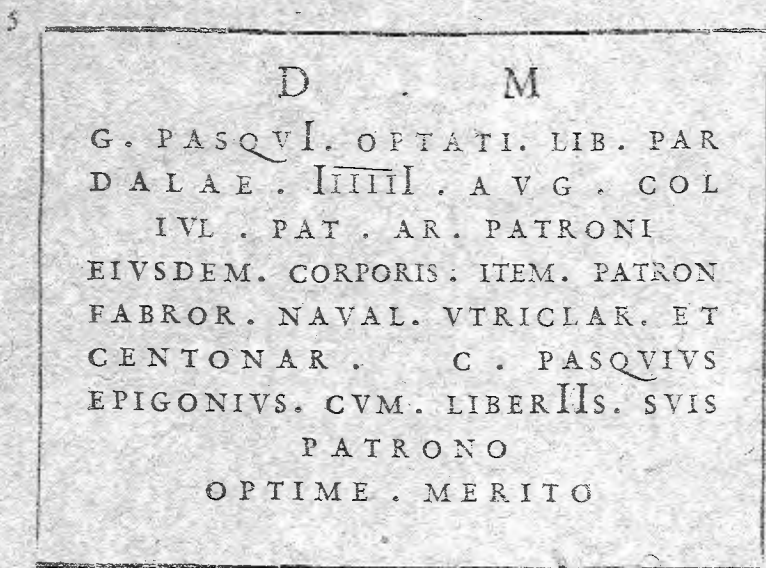 5
D . M
G. PASQVI. OPTATI. LIB. PAR
DALAE. IIIIII. AVG. COL
IVL. PAT. AR. PATRONI
EIVSDEM. CORPORIS: ITEM. PATRON
FABROR. NAVAL. VTRICLAR. ET
CENTONAR. C. PASQVIVS
EPIGONIVS. CVM. LIBERIIS. SVIS
PATRONO
OPTIME. MERITO